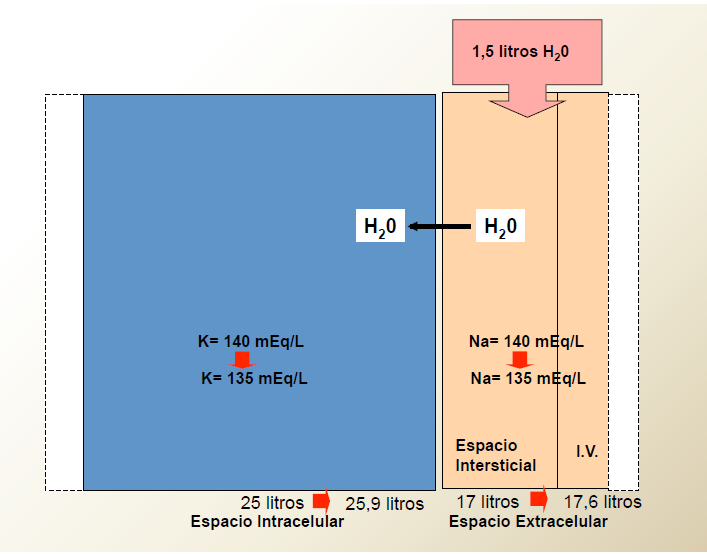 1,5 litros H₂0
H₂0
H₂0
K= 140 mEq/L
K= 135 mEq/L
Na= 140 mEq/L
Na= 135 mEq/L
Espacio
Intersticial
I.V.
25 litros 25,9 litros
Espacio Intracelular
17 litros 17,6 litros
Espacio Extracelular